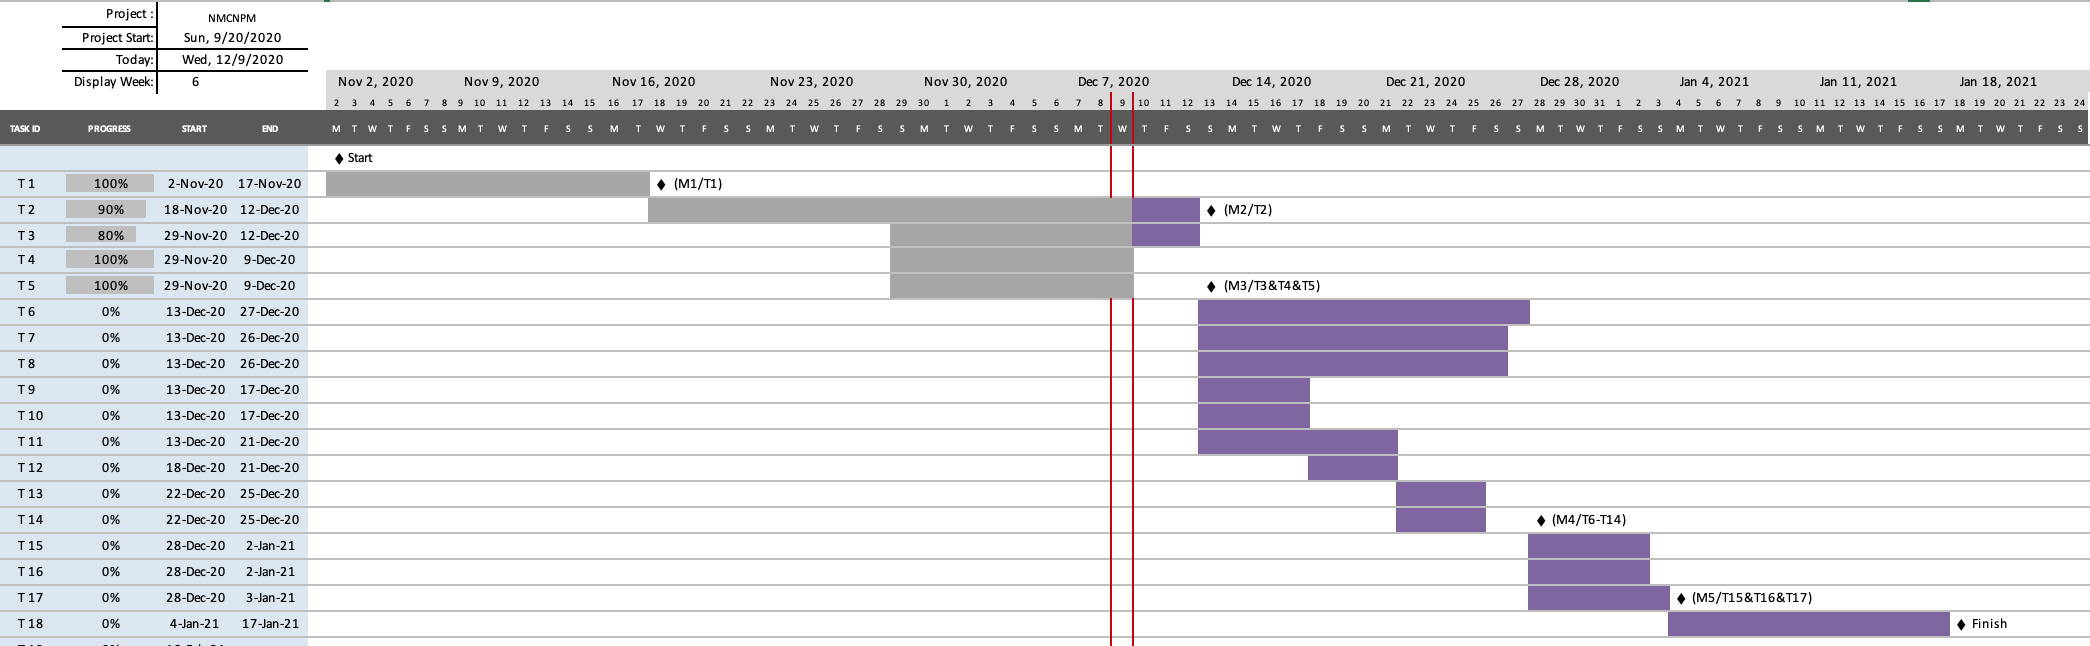 Project : NMCNPM
Project Start: Sun, 9/20/2020
Today: Wed, 12/9/2020
Display Week: 6
Nov 2, 2020 Nov 9, 2020 Nov 16, 2020 Nov 23, 2020 Nov 30, 2020 Dec 7, 2020 Dec 14, 2020 Dec 21, 2020 Dec 28, 2020 Jan 4, 2021 Jan 11, 2021 Jan 18, 2021
2 3 4 5 6 7 8 9 10 11 12 13 14 15 16 17 18 19 20 21 22 23 24 25 26 27 28 29 30 1 2 3 4 5 6 7 8 9 10 11 12 13 14 15 16 17 18 19 20 21 22 23 24 25 26 27 28 29 30 31 1 2 3 4 5 6 7 8 9 10 11 12 13 14 15 16 17 18 19 20 21 22 23 24
TASK ID PROGRESS START END M T W T F S S M T W T F S S M T W T F S S M T W T F S S M T W T F S S M T W T F S S M T W T F S S M T W T F S S M T W T F S S M T W T F S S M T W T F S S M T W T F S S
Start
T 1 100% 2-Nov-20 17-Nov-20 (M1/T1)
T 2 90% 18-Nov-20 12-Dec-20 (M2/T2)
T 3 80% 29-Nov-20 12-Dec-20
T 4 100% 29-Nov-20 9-Dec-20
T 5 100% 29-Nov-20 9-Dec-20 (M3/T3&T4&T5)
T 6 0% 13-Dec-20 27-Dec-20
T 7 0% 13-Dec-20 26-Dec-20
T 8 0% 13-Dec-20 26-Dec-20
T 9 0% 13-Dec-20 17-Dec-20
T 10 0% 13-Dec-20 17-Dec-20
T 11 0% 13-Dec-20 21-Dec-20
T 12 0% 18-Dec-20 21-Dec-20
T 13 0% 22-Dec-20 25-Dec-20
T 14 0% 22-Dec-20 25-Dec-20 (M4/T6-T14)
T 15 0% 28-Dec-20 2-Jan-21
T 16 0% 28-Dec-20 2-Jan-21
T 17 0% 28-Dec-20 3-Jan-21 (M5/T15&T16&T17)
T 18 0% 4-Jan-21 17-Jan-21 Finish